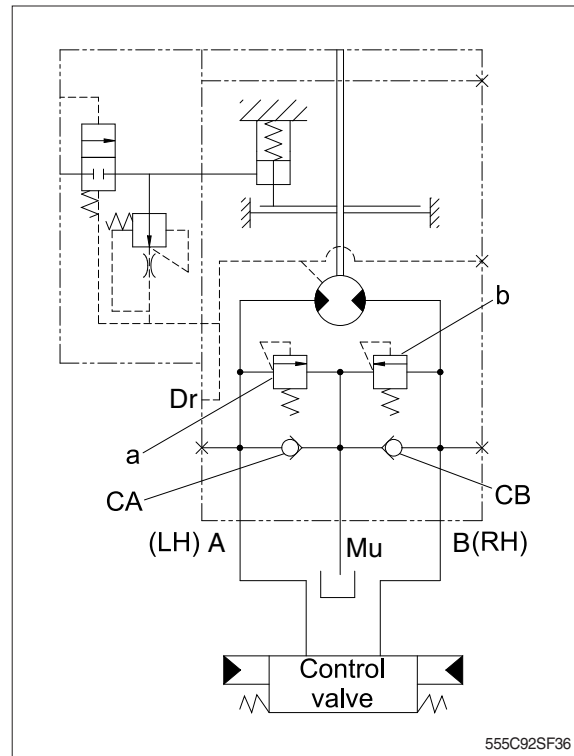 b
Dr
a
CA
CB
(LH) A
Mu
B(RH)
Control
valve
555C92SF36